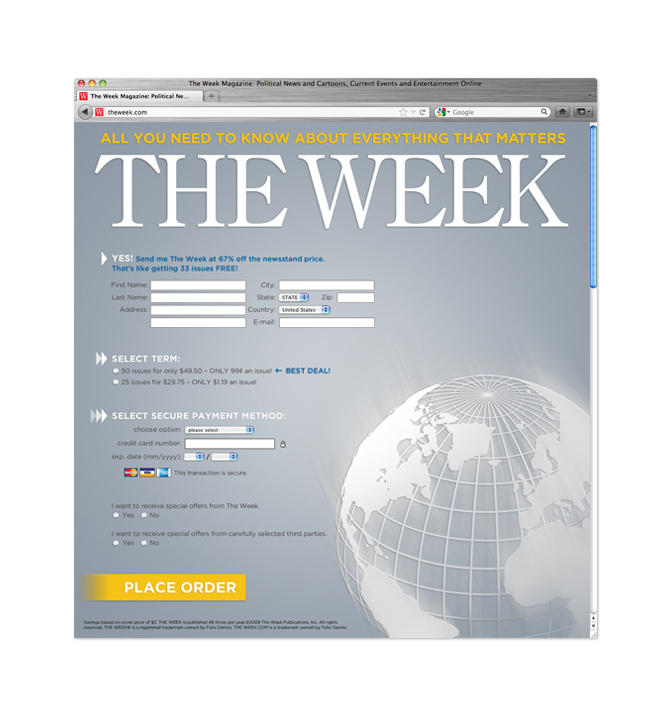 The Week Magazine: Political News and Cartoons, Current Events and Entertainment Online
The Week Magazine: Political Ne...
theweek.com
Google
ALL YOU NEED TO KNOW ABOUT EVERYTHING THAT MATTERS
THE WEEK
YES! Send me The Week at 67% off the newsstand price.
That's like getting 33 issues FREE!
First Name: City:
Last Name: State: STATE Zip:
Address: Country: United States
E-mail:
SELECT TERM:
50 issues for only $49.50 – ONLY 99¢ an issue! BEST DEAL!
25 issues for $29.75 – ONLY $1.19 an issue!
SELECT SECURE PAYMENT METHOD:
choose option: please select
credit card number:
exp. date (mm/yyyy): /
VISA This transaction is secure.
I want to receive special offers from The Week.
Yes No
I want to receive special offers from carefully selected third parties.
Yes No
PLACE ORDER
Savings based on cover price of $3. THE WEEK is published 48 times per year ©2009 The Week Publications, Inc. All rights
reserved. THE WEEK® is a registered trademark owned by Felix Dennis. THE WEEK.COM is a trademark owned by Felix Dennis.